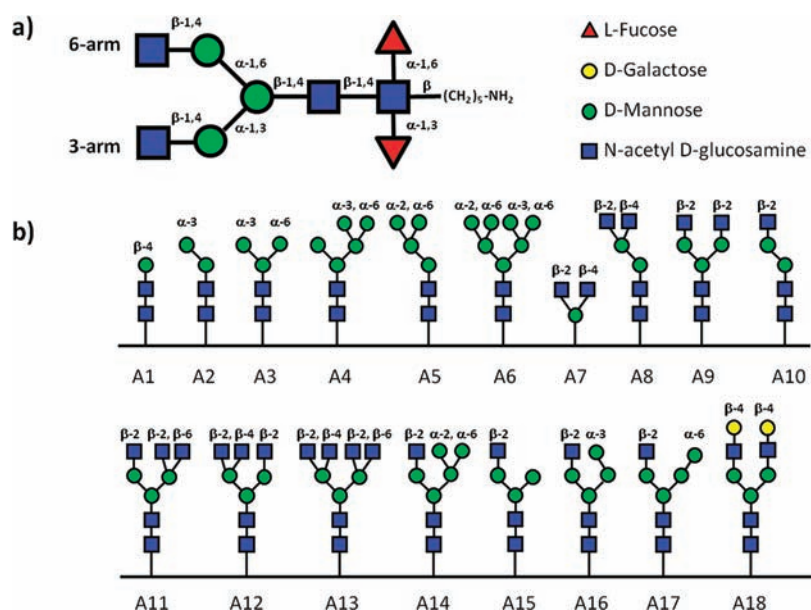 a)
6-arm
β-1,4
α-1,6
β-1,4
β-1,4
α-1,6
β
(CH₂)₅-NH₂
3-arm
β-1,4
α-1,3
α-1,3
L-Fucose
D-Galactose
D-Mannose
N-acetyl D-glucosamine
b)
β-4
α-3
α-3 α-6
α-3, α-6
α-2, α-6
α-2, α-6 α-3, α-6
β-2 β-4
β-2, β-4
β-2 β-2
β-2
A1 A2 A3 A4 A5 A6 A7 A8 A9 A10
β-2 β-2, β-6
β-2, β-4 β-2
β-2, β-4 β-2, β-6
β-2 α-2, α-6
β-2
β-2 α-3
β-2 α-6
β-4 β-4
A11 A12 A13 A14 A15 A16 A17 A18